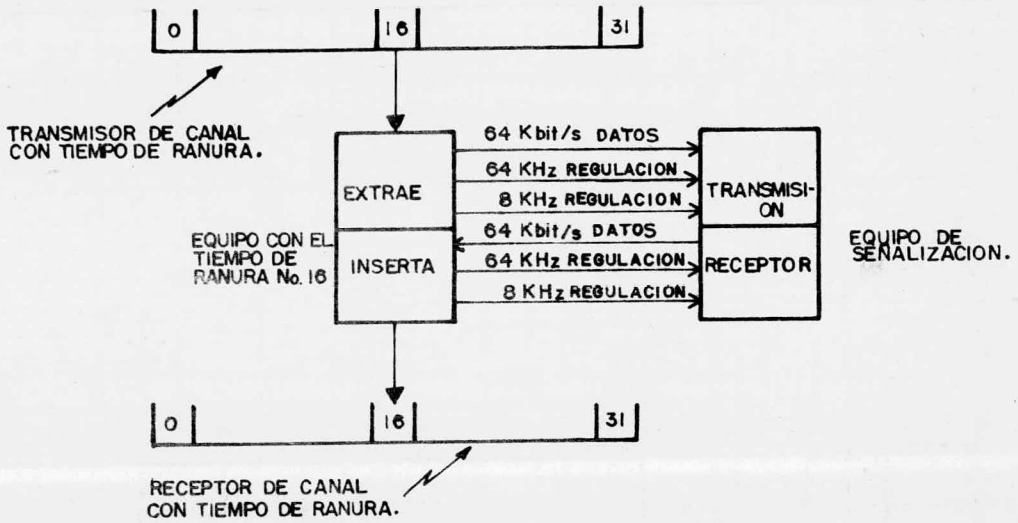 0 16 31
TRANSMISOR DE CANAL
CON TIEMPO DE RANURA.
EXTRAE
64 Kbit/s DATOS
64 KHz REGULACION
8 KHz REGULACION
TRANSMISI-
ON
EQUIPO CON EL
TIEMPO DE
RANURA No. 16
INSERTA
64 Kbit/s DATOS
64 KHz REGULACION
8 KHz REGULACION
RECEPTOR
EQUIPO DE
SEÑALIZACION.
0 16 31
RECEPTOR DE CANAL
CON TIEMPO DE RANURA.